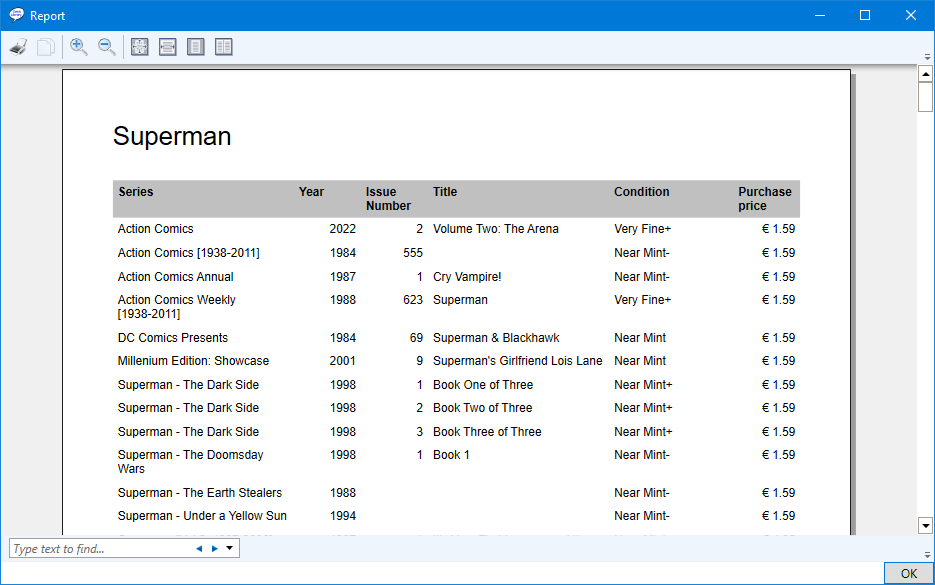 Report
Superman
Series Year Issue Number Title Condition Purchase price
Action Comics 2022 2 Volume Two: The Arena Very Fine+ € 1.59
Action Comics [1938-2011] 1984 555 Near Mint- € 1.59
Action Comics Annual 1987 1 Cry Vampire! Near Mint- € 1.59
Action Comics Weekly [1938-2011] 1988 623 Superman Very Fine+ € 1.59
DC Comics Presents 1984 69 Superman & Blackhawk Near Mint € 1.59
Millenium Edition: Showcase 2001 9 Superman's Girlfriend Lois Lane Near Mint € 1.59
Superman - The Dark Side 1998 1 Book One of Three Near Mint+ € 1.59
Superman - The Dark Side 1998 2 Book Two of Three Near Mint+ € 1.59
Superman - The Dark Side 1998 3 Book Three of Three Near Mint+ € 1.59
Superman - The Doomsday Wars 1998 1 Book 1 Near Mint- € 1.59
Superman - The Earth Stealers 1988 Near Mint- € 1.59
Superman - Under a Yellow Sun 1994 Near Mint- € 1.59
Type text to find...
OK